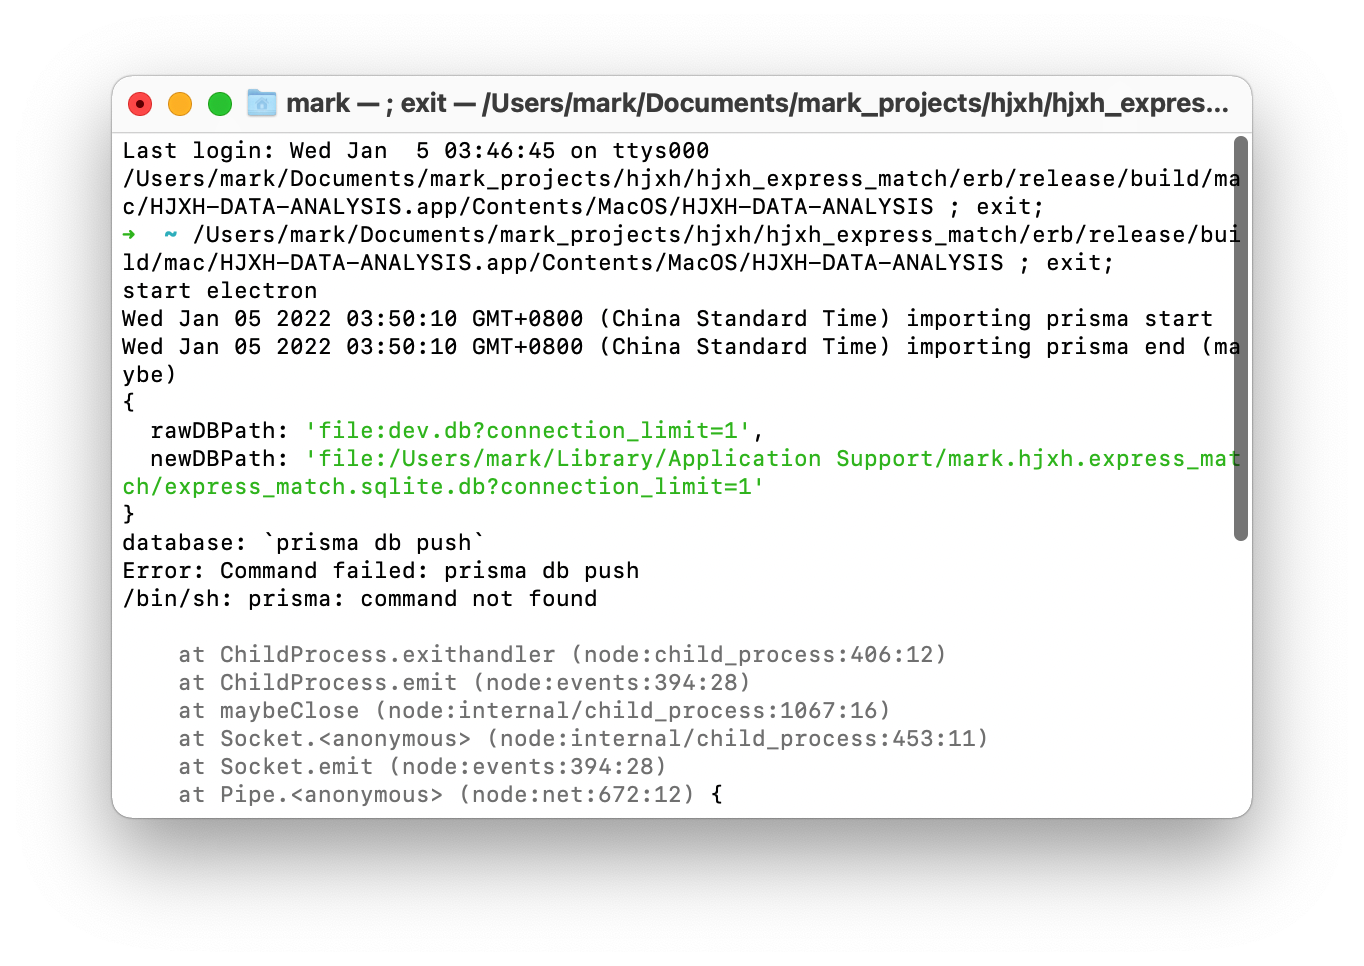 mark — ; exit — /Users/mark/Documents/mark_projects/hjxh/hjxh_expres...
Last login: Wed Jan  5 03:46:45 on ttys000
/Users/mark/Documents/mark_projects/hjxh/hjxh_express_match/erb/release/build/ma
c/HJXH-DATA-ANALYSIS.app/Contents/MacOS/HJXH-DATA-ANALYSIS ; exit;
➜  ~ /Users/mark/Documents/mark_projects/hjxh/hjxh_express_match/erb/release/bui
ld/mac/HJXH-DATA-ANALYSIS.app/Contents/MacOS/HJXH-DATA-ANALYSIS ; exit;
start electron
Wed Jan 05 2022 03:50:10 GMT+0800 (China Standard Time) importing prisma start
Wed Jan 05 2022 03:50:10 GMT+0800 (China Standard Time) importing prisma end (ma
ybe)
{
  rawDBPath: 'file:dev.db?connection_limit=1',
  newDBPath: 'file:/Users/mark/Library/Application Support/mark.hjxh.express_mat
ch/express_match.sqlite.db?connection_limit=1'
}
database: `prisma db push`
Error: Command failed: prisma db push
/bin/sh: prisma: command not found
    at ChildProcess.exithandler (node:child_process:406:12)
    at ChildProcess.emit (node:events:394:28)
    at maybeClose (node:internal/child_process:1067:16)
    at Socket.<anonymous> (node:internal/child_process:453:11)
    at Socket.emit (node:events:394:28)
    at Pipe.<anonymous> (node:net:672:12) {